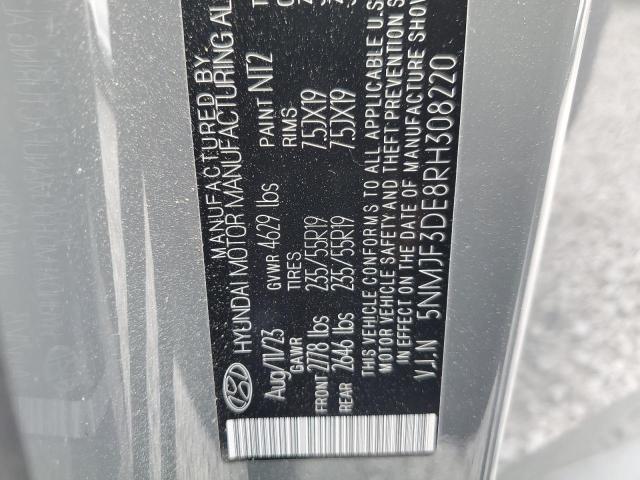 MANUFACTURED BY
HYUNDAI MOTOR MANUFACTURING AL
Aug/11/23 GVWR 4629 lbs PAINT NT2
GAWR TIRES RIMS
FRONT 2778 lbs 235/55R19 7.5JX19
REAR 2646 lbs 235/55R19 7.5JX19
THIS VEHICLE CONFORMS TO ALL APPLICABLE U.S
MOTOR VEHICLE SAFETY AND THEFT PREVENTION
IN EFFECT ON THE DATE OF MANUFACTURE SHOW
V.I.N 5NMJF3DE8RH308220